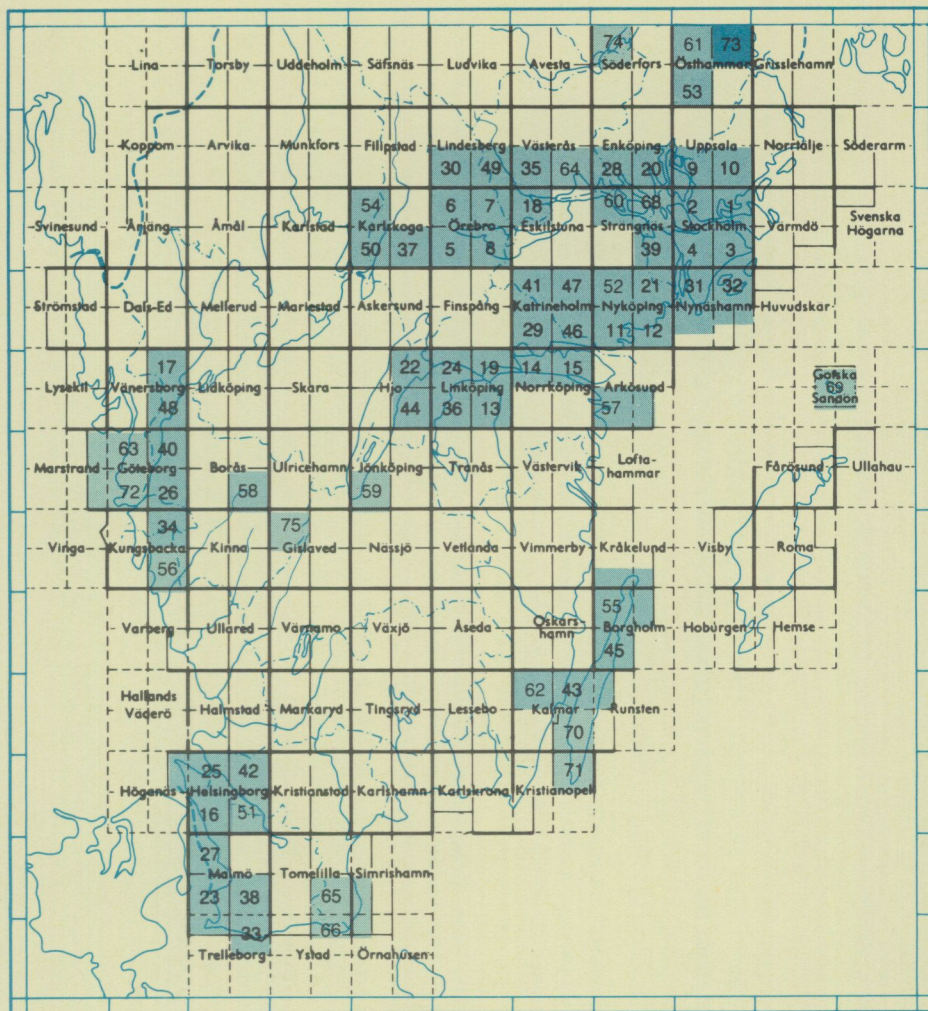 74 61 73
Lina Torsby Uddeholm Säfsnäs Ludvika Avesta Söderfors Östhammar Grisslehamn
53
Koppom Arvika Munkfors Filipstad Lindesberg Västerås Enköping Uppsala Norrtälje Söderarm
30 49 35 64 28 20 9 10
54 6 7 18 60 68 2 1
Svinesund Årjäng Åmål Karlstad Karlskoga Örebro Eskilstuna Strängnäs Stockholm Värmdö Svenska Högarna
50 37 5 8 39 4 3
41 47 52 21 31 32
Strömstad Dals-Ed Mellerud Mariestad Askersund Finspång Katrineholm Nyköping Nynäshamn Huvudskär
29 46 11 12
17 22 24 19 14 15
Lysekil Vänersborg Lidköping Skara Hjo Linköping Norrköping Arkösund Gotska 69 Sandön
48 44 36 13 57
63 40
Marstrand Göteborg Borås Ulricehamn Jönköping Tranås Västervik Lofta- hammar Fårösund Ullahau
72 26 58 59
34 75
Vinga Kungsbacka Kinna Gislaved Nässjö Vetlanda Vimmerby Kråkelund Visby Roma
56
55
Varberg Ullared Värnamo Växjö Åseda Oskars- hamn Borgholm Hoburgen Hemse
45
62 43
Hallands Väderö Halmstad Markaryd Tingsryd Lessebo Kalmar Runsten
70
25 42 71
Höganäs Helsingborg Kristianstad Karlshamn Karlskrona Kristianopel
16 51
27
Malmö Tomelilla Simrishamn
23 38 65
33 66
Trelleborg Ystad Örnahusen